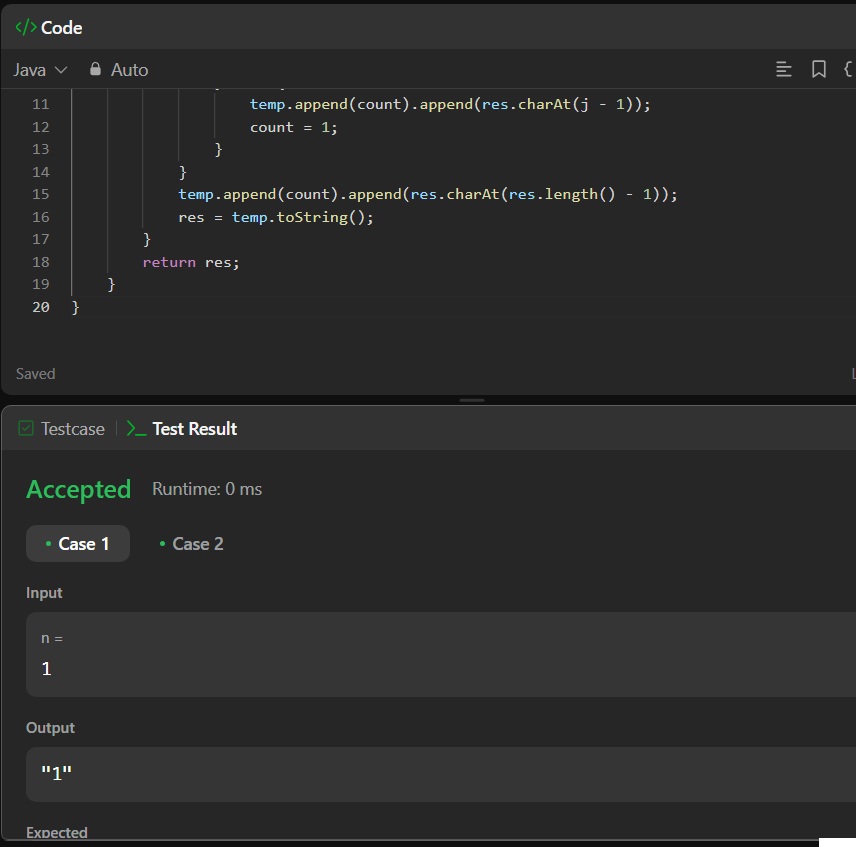 </> Code
Java Auto
11 temp.append(count).append(res.charAt(j - 1));
12 count = 1;
13 }
14 }
15 temp.append(count).append(res.charAt(res.length() - 1));
16 res = temp.toString();
17 }
18 return res;
19 }
20 }
Saved
Testcase Test Result
Accepted Runtime: 0 ms
Case 1 Case 2
Input
n =
1
Output
"1"
Expected